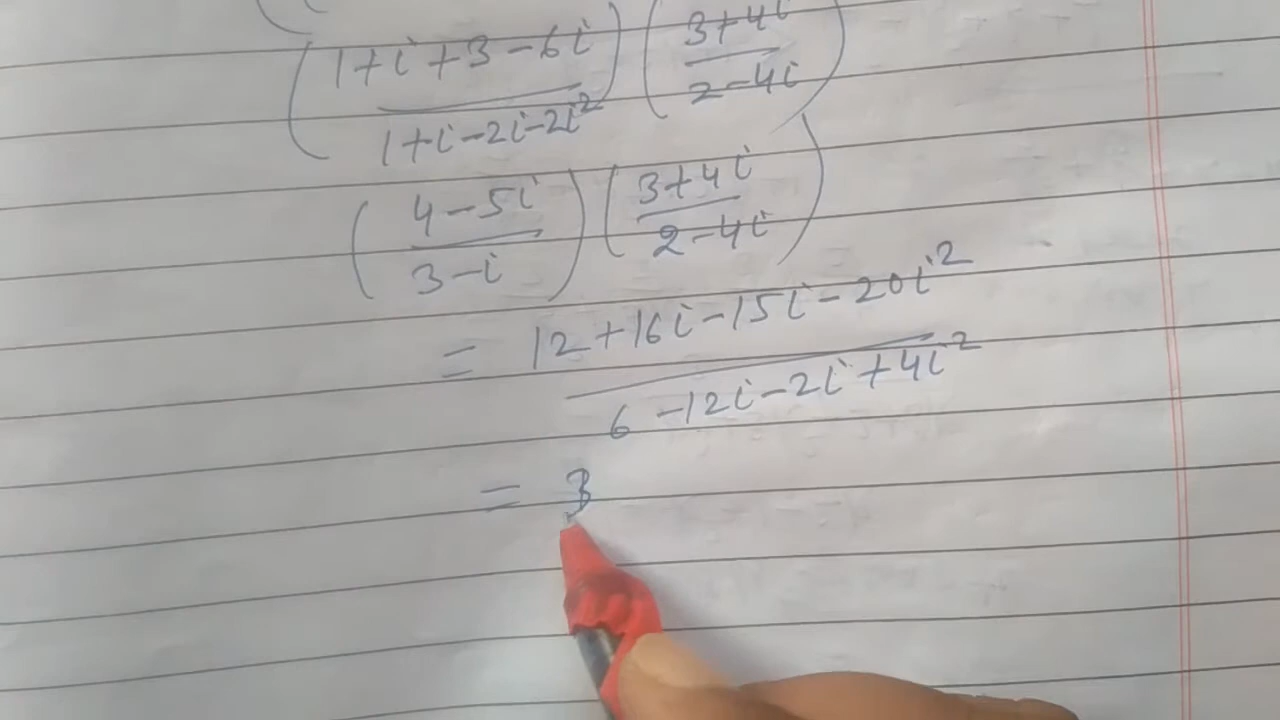 (1+i+3-6i / 1+i-2i-2i²) (3+4i / 2-4i)
(4-5i / 3-i) (3+4i / 2-4i)
= 12+16i-15i-20i² / 6-12i-2i+4i²
= 3